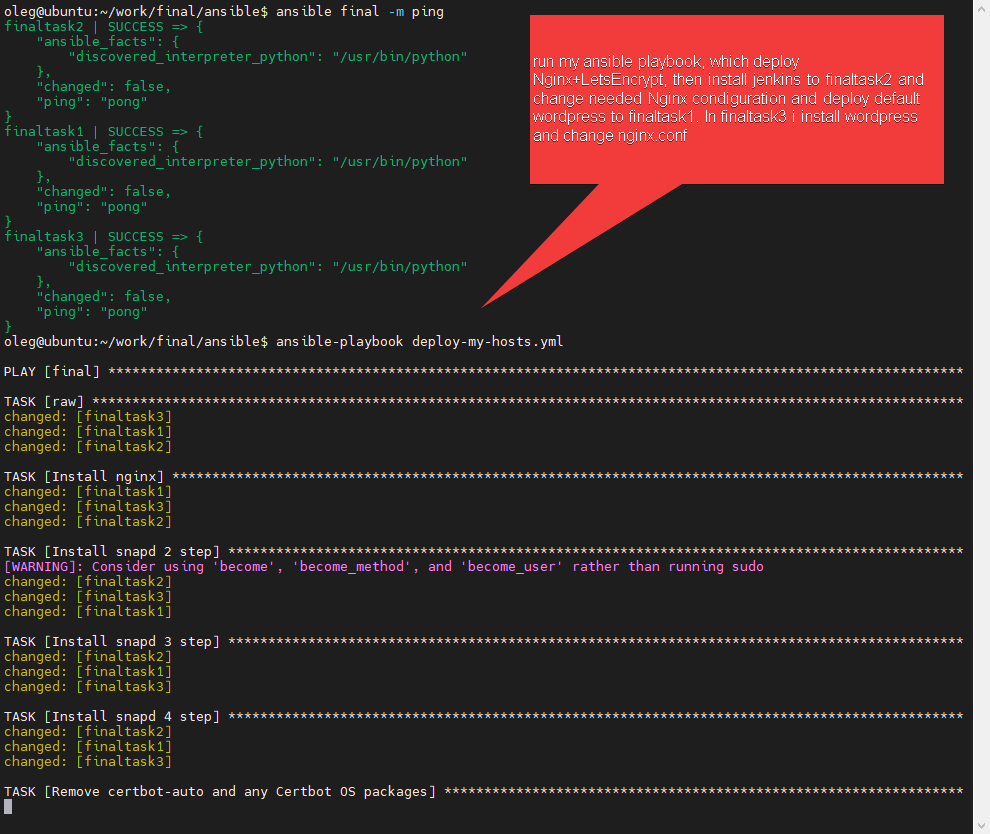 oleg@ubuntu:~/work/final/ansible$ ansible final -m ping
finaltask2 | SUCCESS => {
    "ansible_facts": {
        "discovered_interpreter_python": "/usr/bin/python"
    },
    "changed": false,
    "ping": "pong"
}
finaltask1 | SUCCESS => {
    "ansible_facts": {
        "discovered_interpreter_python": "/usr/bin/python"
    },
    "changed": false,
    "ping": "pong"
}
finaltask3 | SUCCESS => {
    "ansible_facts": {
        "discovered_interpreter_python": "/usr/bin/python"
    },
    "changed": false,
    "ping": "pong"
}
run my ansible playbook, which deploy
Nginx+LetsEncrypt, then install jenkins to finaltask2 and
change needed Nginx condiguration and deploy default
wordpress to finaltask1. In finaltask3 i install wordpress
and change nginx.conf
oleg@ubuntu:~/work/final/ansible$ ansible-playbook deploy-my-hosts.yml
PLAY [final] ***********************************************************************************************************
TASK [raw] *************************************************************************************************************
changed: [finaltask3]
changed: [finaltask1]
changed: [finaltask2]
TASK [Install nginx] ***************************************************************************************************
changed: [finaltask1]
changed: [finaltask3]
changed: [finaltask2]
TASK [Install snapd 2 step] ********************************************************************************************
[WARNING]: Consider using 'become', 'become_method', and 'become_user' rather than running sudo
changed: [finaltask2]
changed: [finaltask3]
changed: [finaltask1]
TASK [Install snapd 3 step] ********************************************************************************************
changed: [finaltask2]
changed: [finaltask1]
changed: [finaltask3]
TASK [Install snapd 4 step] ********************************************************************************************
changed: [finaltask2]
changed: [finaltask1]
changed: [finaltask3]
TASK [Remove certbot-auto and any Certbot OS packages] *****************************************************************